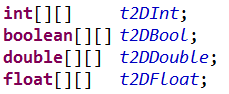 int[][] t2DInt;
boolean[][] t2DBool;
double[][] t2DDouble;
float[][] t2DFloat;